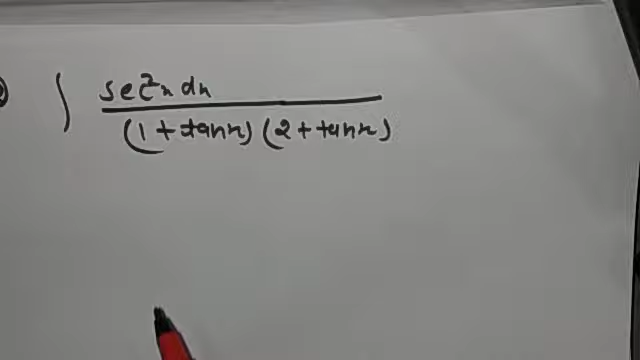 ∫ sec²x dx
(1 + tanx) (2 + tanx)